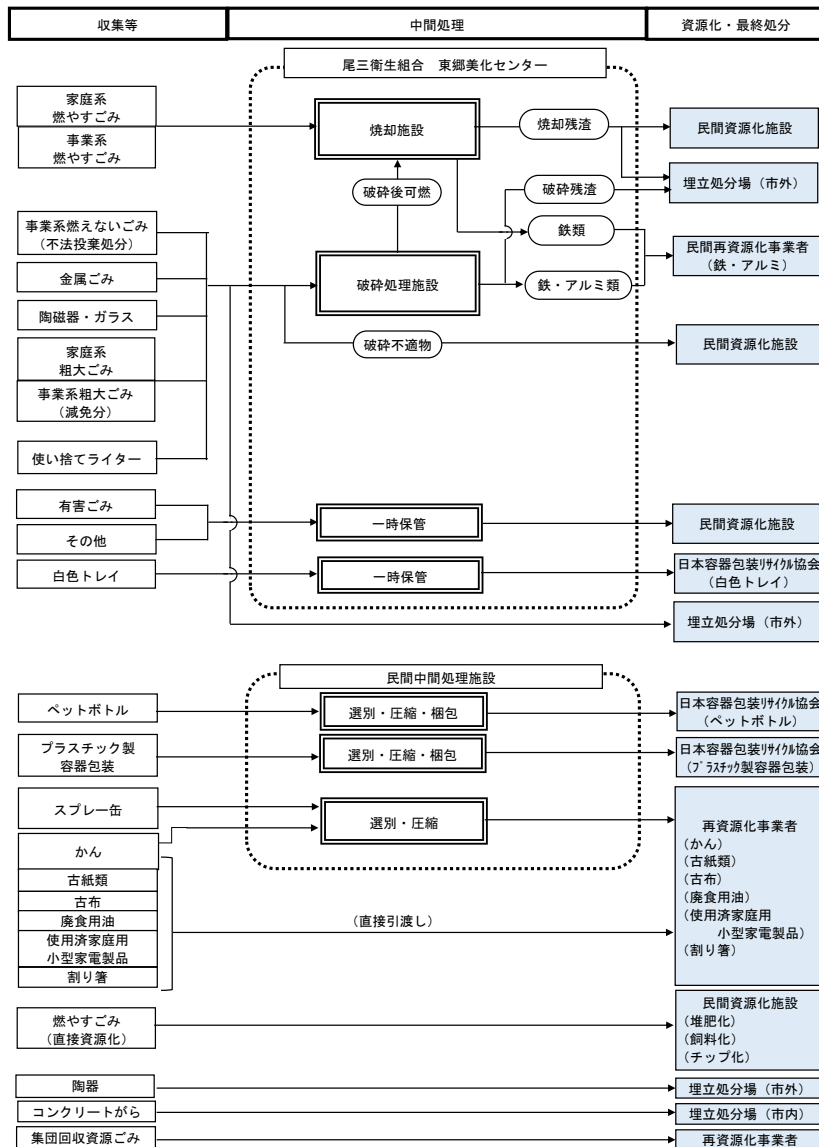 収集等
中間処理
資源化・最終処分
尾三衛生組合 東郷美化センター
家庭系
燃やすごみ
事業系
燃やすごみ
焼却施設
焼却残渣
民間資源化施設
破砕後可燃
破砕残渣
埋立処分場（市外）
事業系燃えないごみ
（不法投棄処分）
鉄類
民間再資源化事業者
（鉄・アルミ）
金属ごみ
破砕処理施設
鉄・アルミ類
陶磁器・ガラス
破砕不適物
民間資源化施設
家庭系
粗大ごみ
事業系粗大ごみ
（減免分）
使い捨てライター
有害ごみ
その他
一時保管
民間資源化施設
白色トレイ
一時保管
日本容器包装ﾘｻｲｸﾙ協会
（白色トレイ）
埋立処分場（市外）
民間中間処理施設
ペットボトル
選別・圧縮・梱包
日本容器包装ﾘｻｲｸﾙ協会
（ペットボトル）
プラスチック製
容器包装
選別・圧縮・梱包
日本容器包装ﾘｻｲｸﾙ協会
（ﾌﾟﾗｽﾁｯｸ製容器包装）
スプレー缶
選別・圧縮
かん
古紙類
古布
廃食用油
使用済家庭用
小型家電製品
割り箸
（直接引渡し）
再資源化事業者
（かん）
（古紙類）
（古布）
（廃食用油）
（使用済家庭用
小型家電製品）
（割り箸）
燃やすごみ
（直接資源化）
民間資源化施設
（堆肥化）
（飼料化）
（チップ化）
陶器
埋立処分場（市外）
コンクリートがら
埋立処分場（市内）
集団回収資源ごみ
再資源化事業者